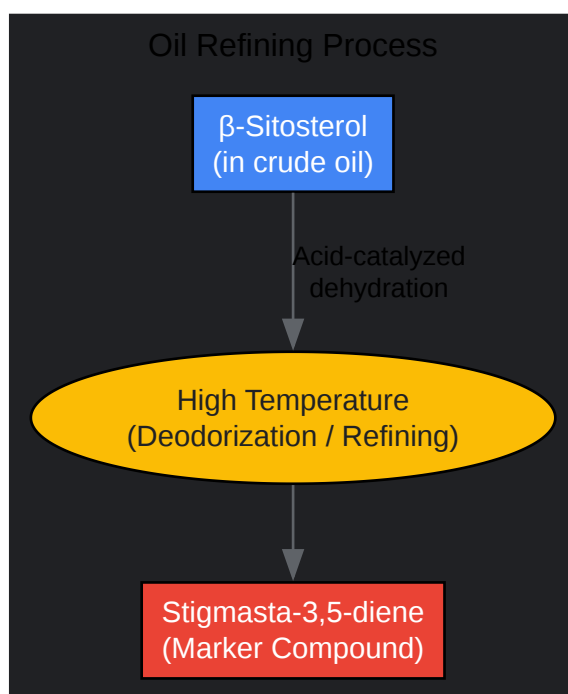 Oil Refining Process
β-Sitosterol
(in crude oil)
Acid-catalyzed
dehydration
High Temperature
(Deodorization / Refining)
Stigmasta-3,5-diene
(Marker Compound)